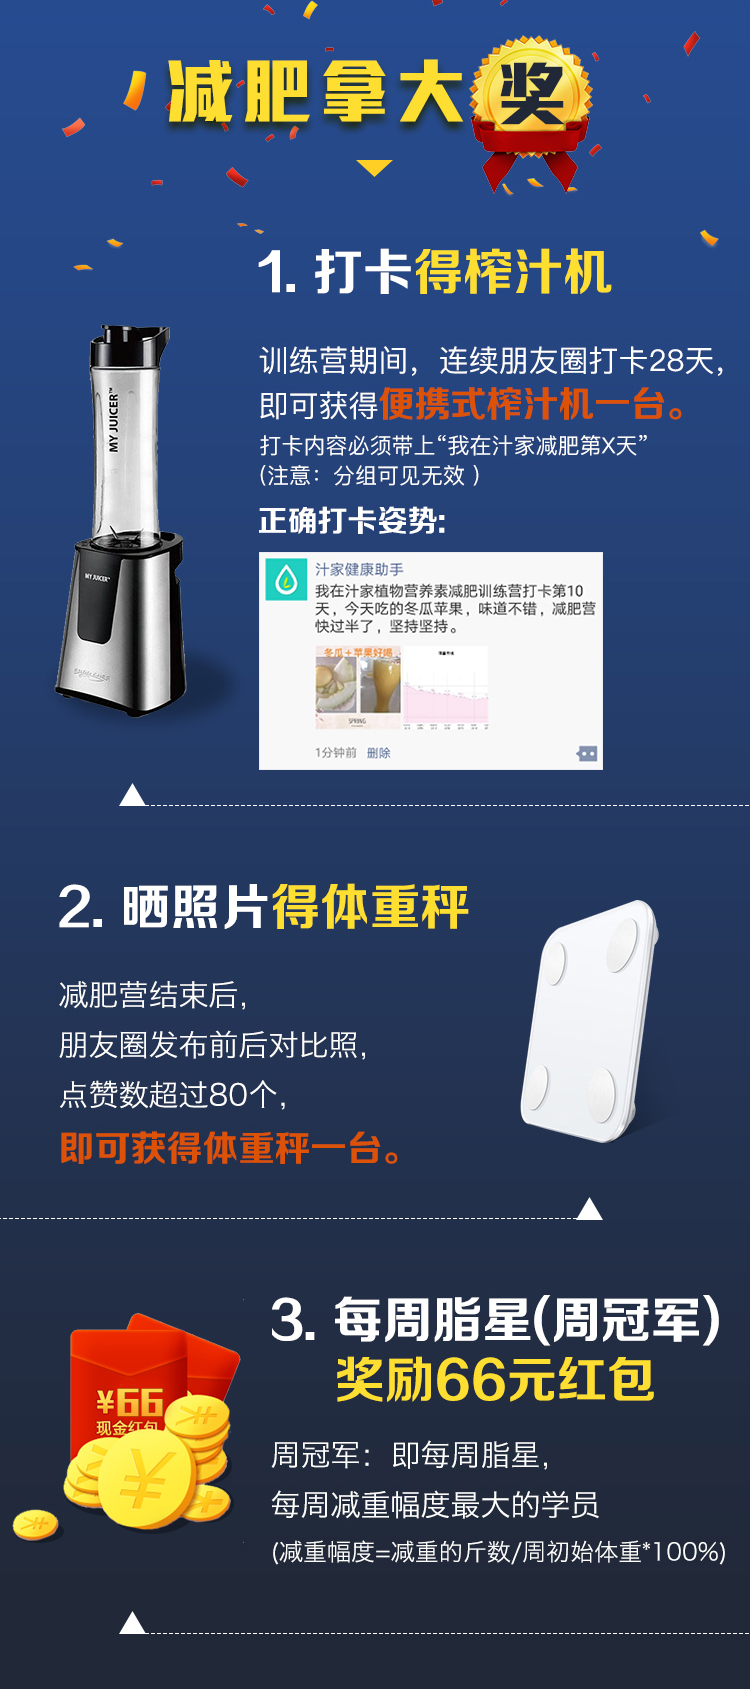 减肥拿大奖
1. 打卡得榨汁机
训练营期间，连续朋友圈打卡28天，
即可获得便携式榨汁机一台。
打卡内容必须带上“我在汁家减肥第X天”
(注意：分组可见无效 )
正确打卡姿势:
MY JUICER™
MY JUICER™
汁家健康助手
我在汁家植物营养素减肥训练营打卡第10
天，今天吃的冬瓜苹果，味道不错，减肥营
快过半了，坚持坚持。
冬瓜+苹果好喝
SPRING
1分钟前 删除
2. 晒照片得体重秤
减肥营结束后，
朋友圈发布前后对比照，
点赞数超过80个，
即可获得体重秤一台。
3. 每周脂星(周冠军)
奖励66元红包
¥66
现金红包
周冠军：即每周脂星，
每周减重幅度最大的学员
(减重幅度=减重的斤数/周初始体重*100%)